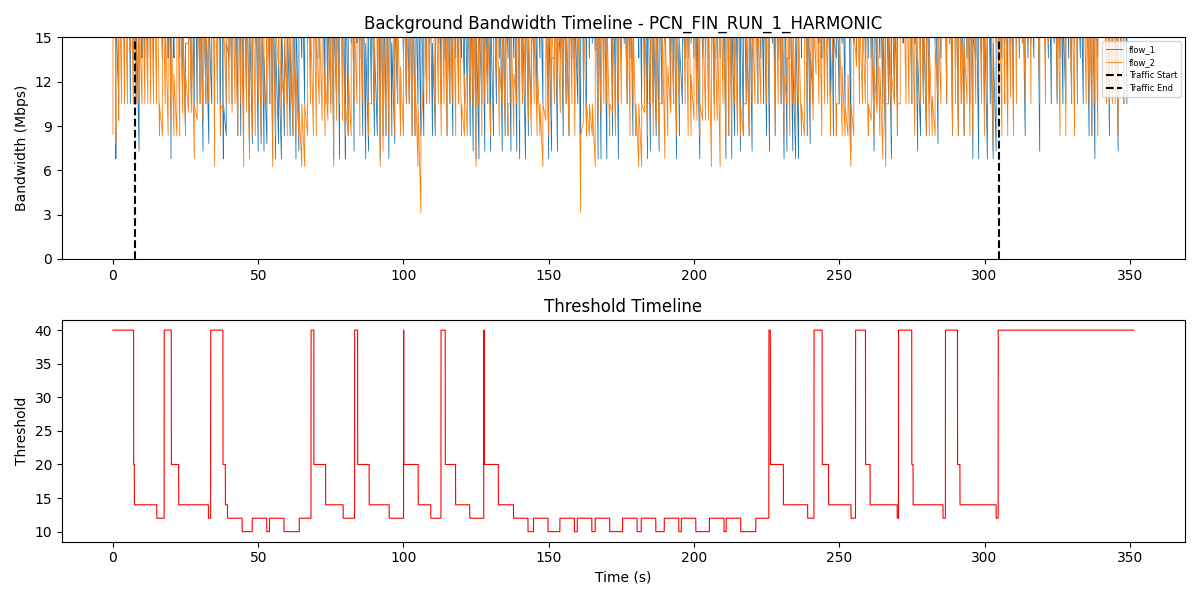 Background Bandwidth Timeline - PCN_FIN_RUN_1_HARMONIC
Bandwidth (Mbps)
15
12
9
6
3
0
flow_1
flow_2
Traffic Start
Traffic End
0 50 100 150 200 250 300 350
Threshold Timeline
Threshold
40
35
30
25
20
15
10
0 50 100 150 200 250 300 350
Time (s)